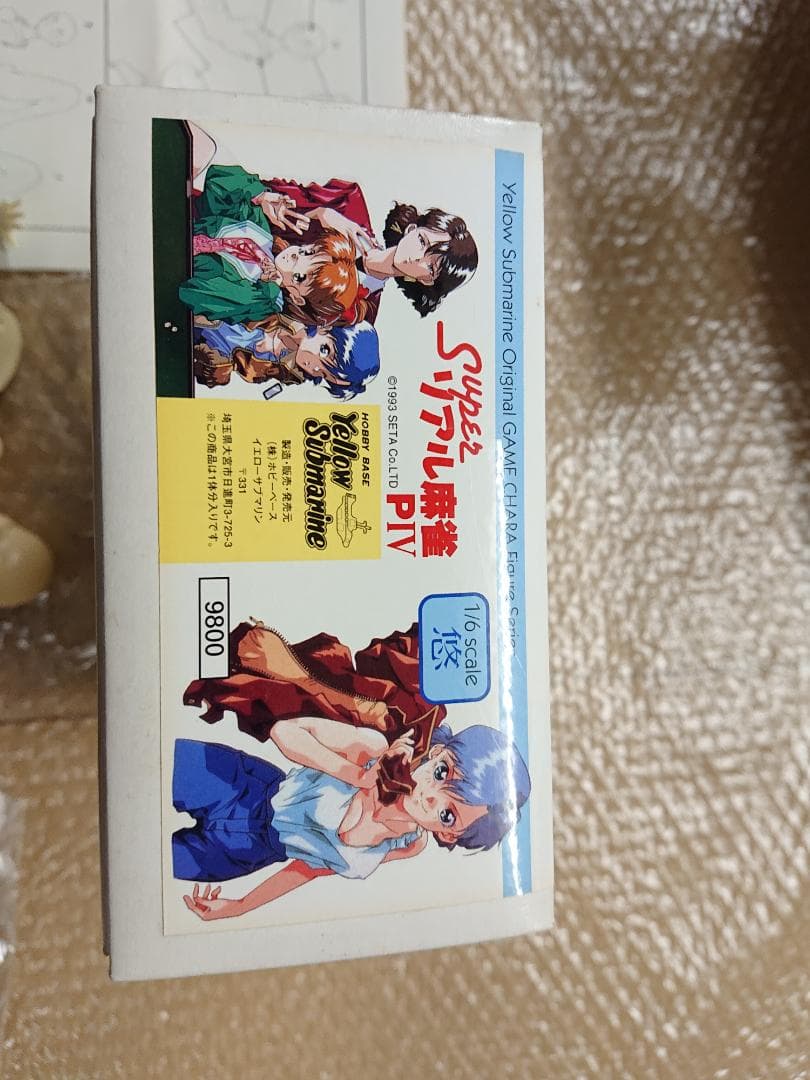 Yellow Submarine Original GAME CHARA Figure Serie
Super
リアル麻雀
PIV
©1993 SETA Co.LTD
HOBBY BASE
Yellow
Submarine
製造・販売・発売元
(株)ホビーベース
イエローサブマリン
〒331
埼玉県大宮市日進町3-725-3
※この商品は1体分入りです。
1/6 scale
悠
9800